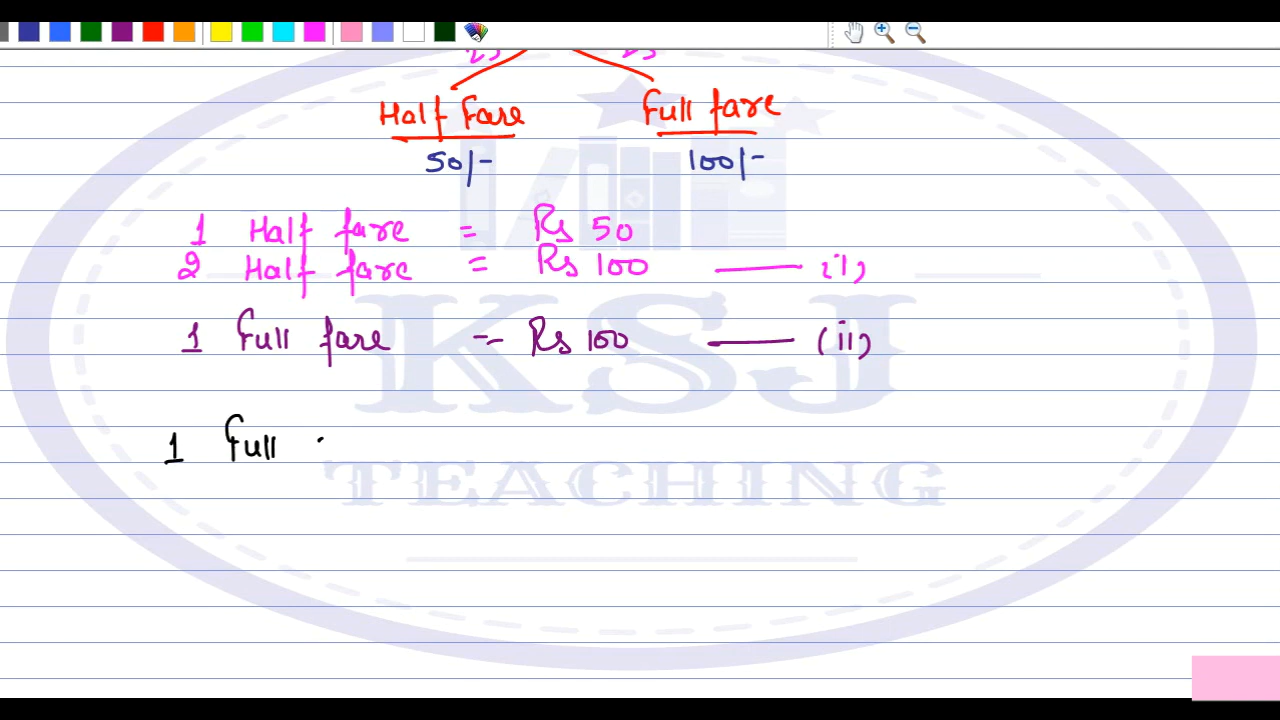 Half Fare Full fare
50/- 100/-
1 Half fare = Rs 50
2 Half fare = Rs 100 —— (i)
1 Full fare = Rs 100 —— (ii)
1 Full
KSJ
TEACHING